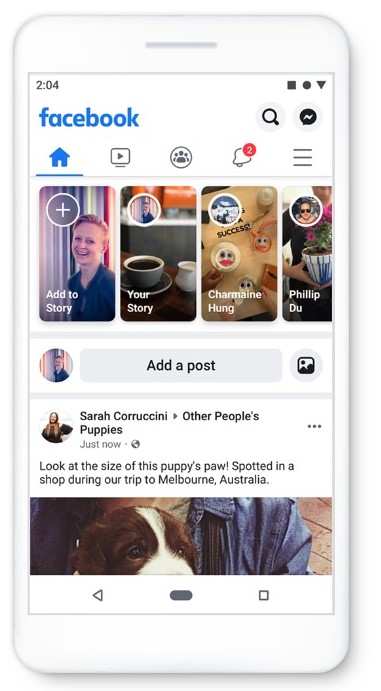 2:04
facebook
2
SUCCESS!
Add to
Story
Your
Story
Charmaine
Hung
Phillip
Du
Add a post
Sarah Corruccini ▸ Other People's
Puppies
Just now ·
Look at the size of this puppy's paw! Spotted in a
shop during our trip to Melbourne, Australia.